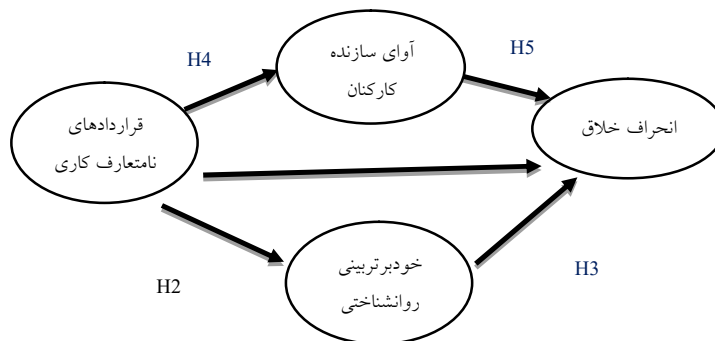 H4
آوای سازنده
کارکنان
H5
قراردادهای
نامتعارف کاری
انحراف خلاق
H2
خودبرتربینی
روانشناختی
H3